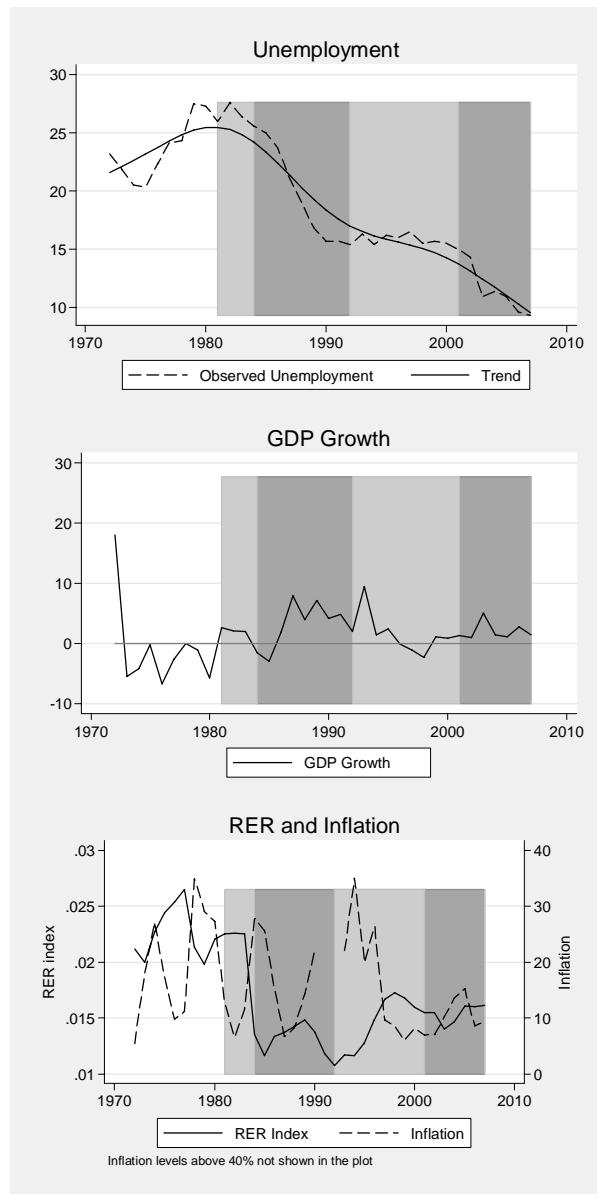 Unemployment
30
25
20
15
10
1970 1980 1990 2000 2010
Observed Unemployment Trend
GDP Growth
30
20
10
0
-10
1970 1980 1990 2000 2010
GDP Growth
RER and Inflation
.03
.025
.02
.015
.01
RER index
40
30
20
10
0
Inflation
1970 1980 1990 2000 2010
RER Index Inflation
Inflation levels above 40% not shown in the plot